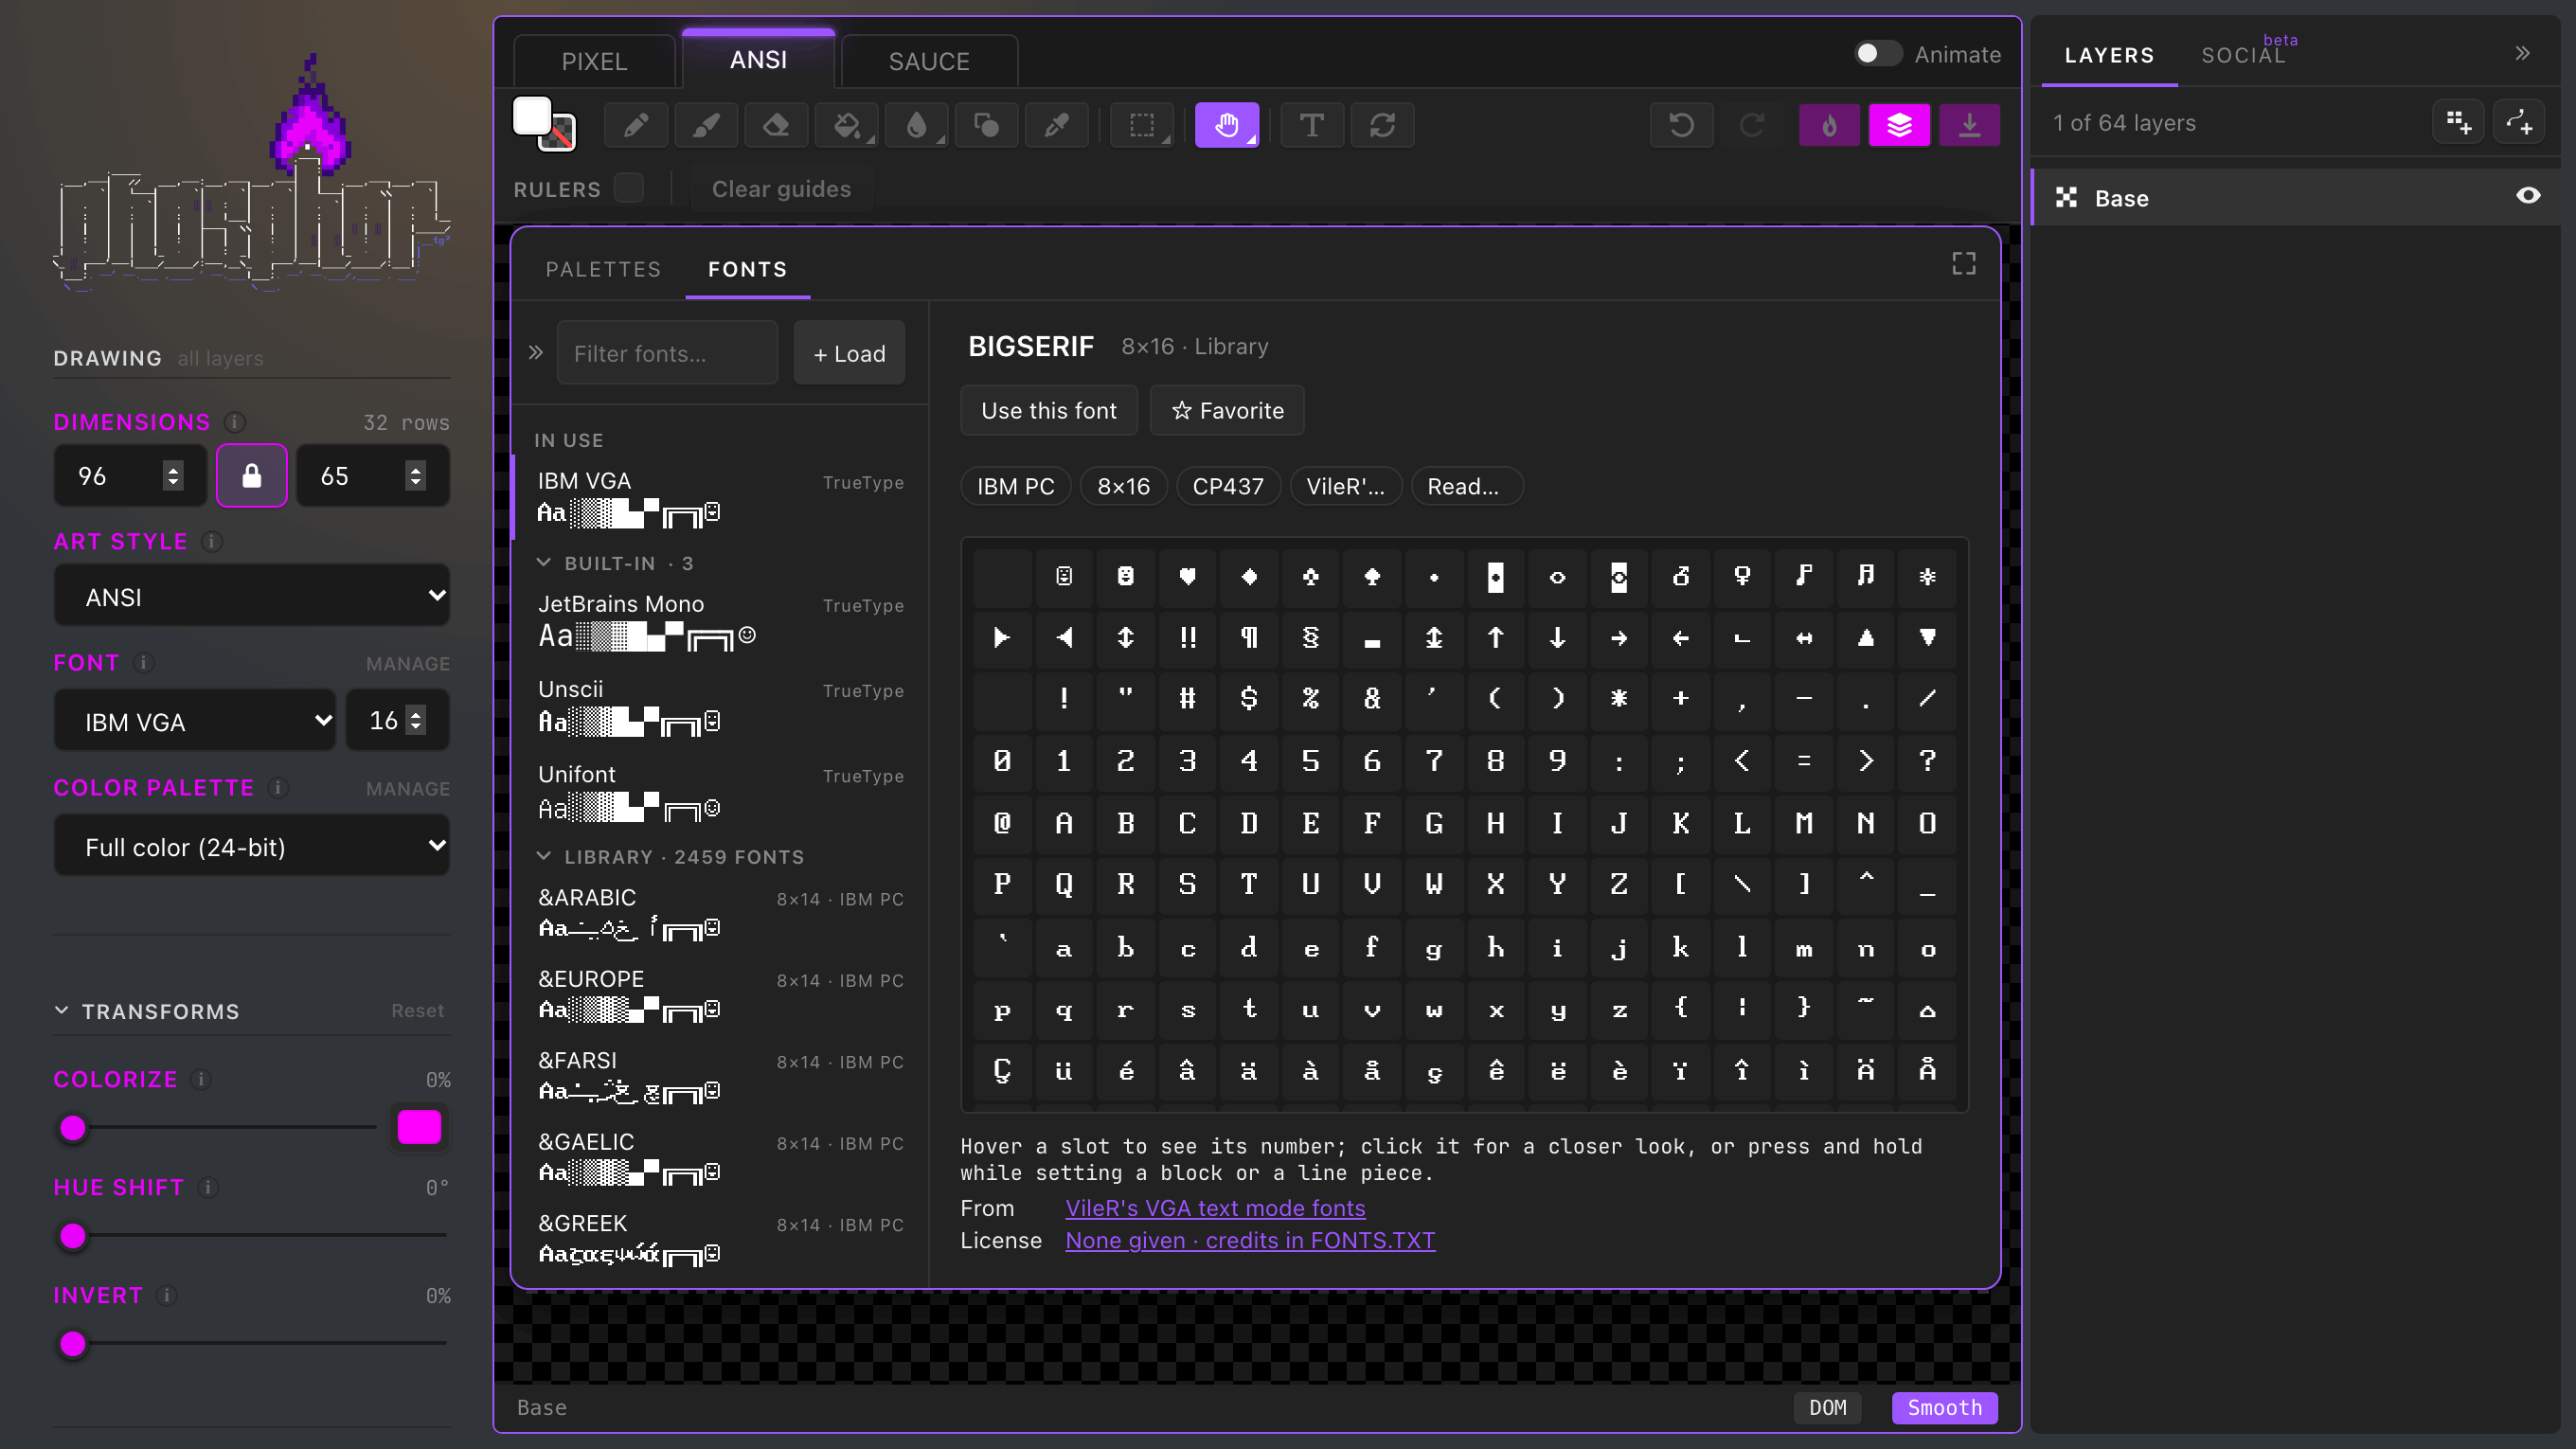 DRAWING all layers
DIMENSIONS 32 rows
96 65
ART STYLE
ANSI
FONT MANAGE
IBM VGA 16
COLOR PALETTE MANAGE
Full color (24-bit)
TRANSFORMS Reset
COLORIZE 0%
HUE SHIFT 0°
INVERT 0%
PIXEL ANSI SAUCE Animate
RULERS Clear guides
PALETTES FONTS
Filter fonts... + Load
IN USE
IBM VGA TrueType
Aa░▒▓█▄▀╔═╗☺
BUILT-IN · 3
JetBrains Mono TrueType
Aa░▒▓█▄▀╔═╗☺
Unscii TrueType
Aa░▒▓█▄▀╔═╗☺
Unifont TrueType
Aa░▒▓█▄▀╔═╗☺
LIBRARY · 2459 FONTS
&ARABIC 8×14 · IBM PC
&EUROPE 8×14 · IBM PC
&FARSI 8×14 · IBM PC
&GAELIC 8×14 · IBM PC
&GREEK 8×14 · IBM PC
BIGSERIF 8×16 · Library
Use this font ☆ Favorite
IBM PC 8×16 CP437 VileR'... Read...
☺ ☻ ♥ ♦ ♣ ♠ • ◘ ○ ◙ ♂ ♀ ♪ ♫ ☼
► ◄ ↕ ‼ ¶ § ▬ ↨ ↑ ↓ → ← ∟ ↔ ▲ ▼
! " # $ % & ' ( ) * + , - . /
0 1 2 3 4 5 6 7 8 9 : ; < = > ?
@ A B C D E F G H I J K L M N O
P Q R S T U V W X Y Z [ \ ] ^ _
` a b c d e f g h i j k l m n o
p q r s t u v w x y z { ¦ } ~ ⌂
Ç ü é â ä à å ç ê ë è ï î ì Ä Å
Hover a slot to see its number; click it for a closer look, or press and hold
while setting a block or a line piece.
From VileR's VGA text mode fonts
License None given · credits in FONTS.TXT
Base DOM Smooth
LAYERS SOCIAL beta
1 of 64 layers
Base